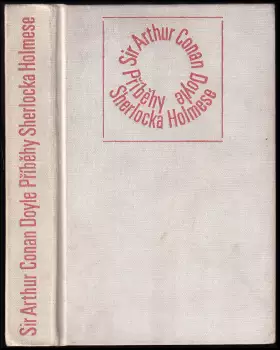 Sir Arthur Conan Doyle Příběhy Sherlocka Holmese
Sir Arthur Conan Doyle
Příběhy
Sherlocka Holmese